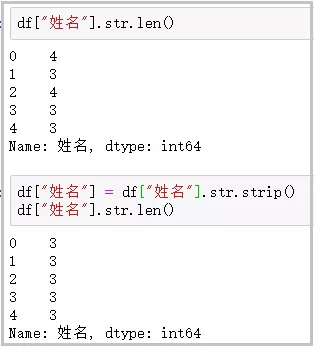 df["姓名"].str.len()
0    4
1    3
2    4
3    3
4    3
Name: 姓名, dtype: int64
df["姓名"] = df["姓名"].str.strip()
df["姓名"].str.len()
0    3
1    3
2    3
3    3
4    3
Name: 姓名, dtype: int64